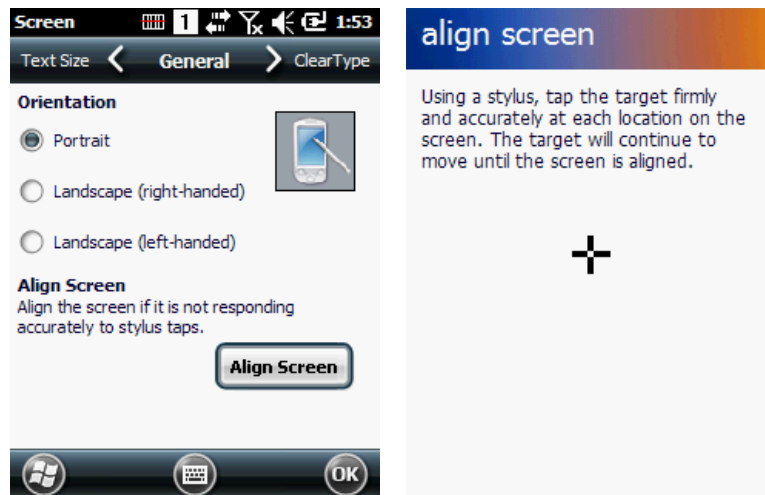 Screen 1 1:53
Text Size General ClearType
Orientation
Portrait
Landscape (right-handed)
Landscape (left-handed)
Align Screen
Align the screen if it is not responding
accurately to stylus taps.
Align Screen
OK
align screen
Using a stylus, tap the target firmly
and accurately at each location on the
screen. The target will continue to
move until the screen is aligned.